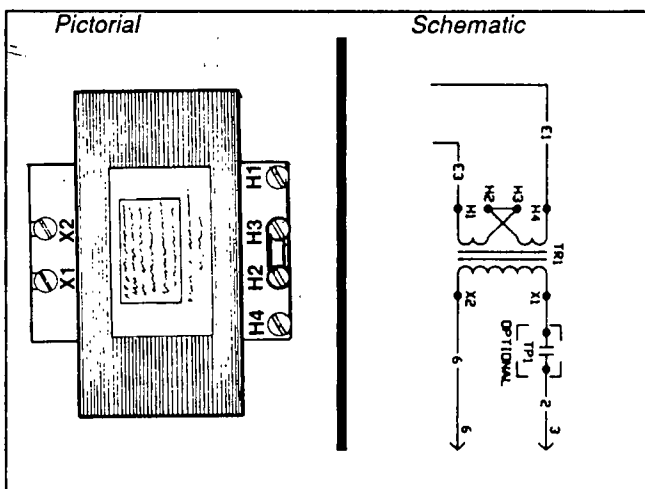 Pictorial
Schematic
X2
X1
H1
H3
H2
H4
E1
E3
H1
H2
H3
H4
TR1
X2
X1
TP1
OPTIONAL
6
2
6
3